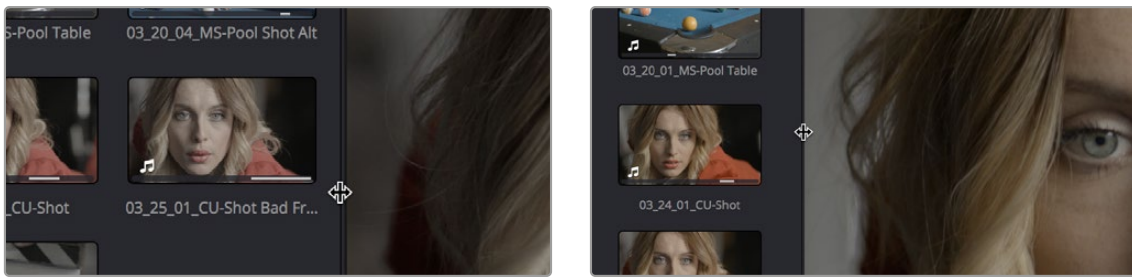 S-Pool Table
03_20_04_MS-Pool Shot Alt
_CU-Shot
03_25_01_CU-Shot Bad Fr...
03_20_01_MS-Pool Table
03_24_01_CU-Shot